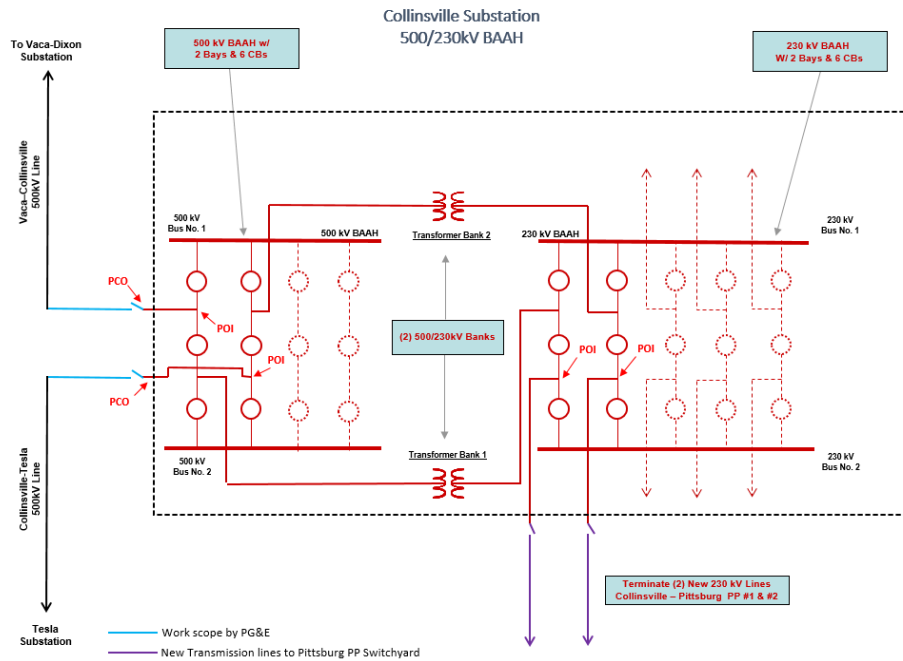 Collinsville Substation
500/230kV BAAH
To Vaca-Dixon
Substation
500 kV BAAH w/
2 Bays & 6 CBs
230 kV BAAH
W/ 2 Bays & 6 CBs
Vaca–Collinsville
500kV Line
500 kV
Bus No. 1
500 kV BAAH
Transformer Bank 2
230 kV BAAH
230 kV
Bus No. 1
PCO
POI
(2) 500/230kV Banks
POI
POI
POI
PCO
Collinsville-Tesla
500kV Line
500 kV
Bus No. 2
Transformer Bank 1
230 kV
Bus No. 2
Terminate (2) New 230 kV Lines
Collinsville – Pittsburg PP #1 & #2
Tesla
Substation
Work scope by PG&E
New Transmission lines to Pittsburg PP Switchyard